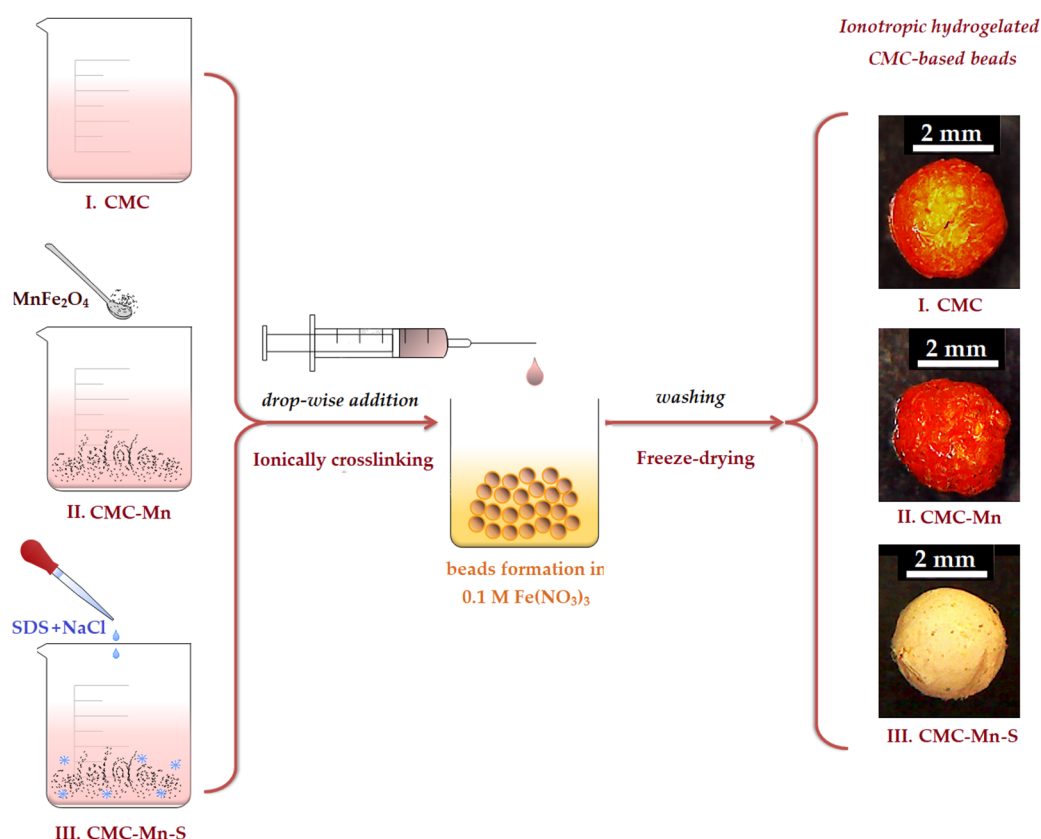 I. CMC
MnFe₂O₄
II. CMC-Mn
SDS+NaCl
III. CMC-Mn-S
drop-wise addition
Ionically crosslinking
beads formation in
0.1 M Fe(NO₃)₃
washing
Freeze-drying
Ionotropic hydrogelated
CMC-based beads
2 mm
I. CMC
2 mm
II. CMC-Mn
2 mm
III. CMC-Mn-S